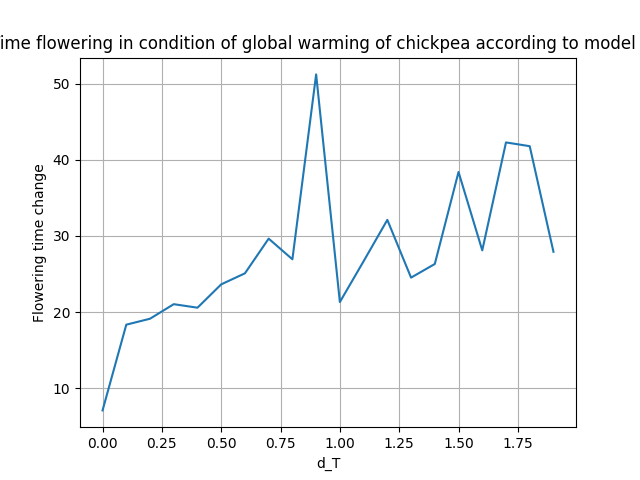 ime flowering in condition of global warming of chickpea according to model
50
40
30
20
10
Flowering time change
0.00 0.25 0.50 0.75 1.00 1.25 1.50 1.75
d_T